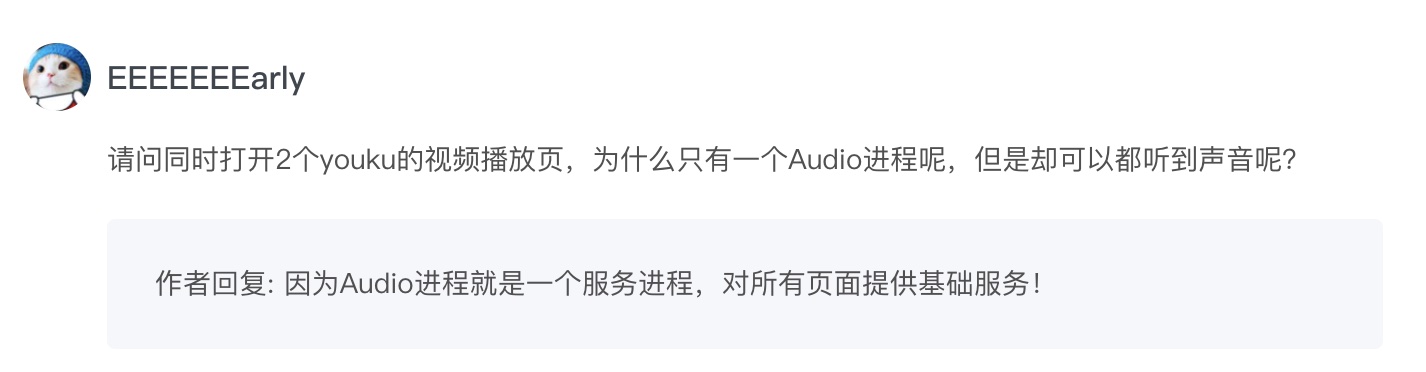 EEEEEEEarly
请问同时打开2个youku的视频播放页，为什么只有一个Audio进程呢，但是却可以都听到声音呢？
作者回复: 因为Audio进程就是一个服务进程，对所有页面提供基础服务！